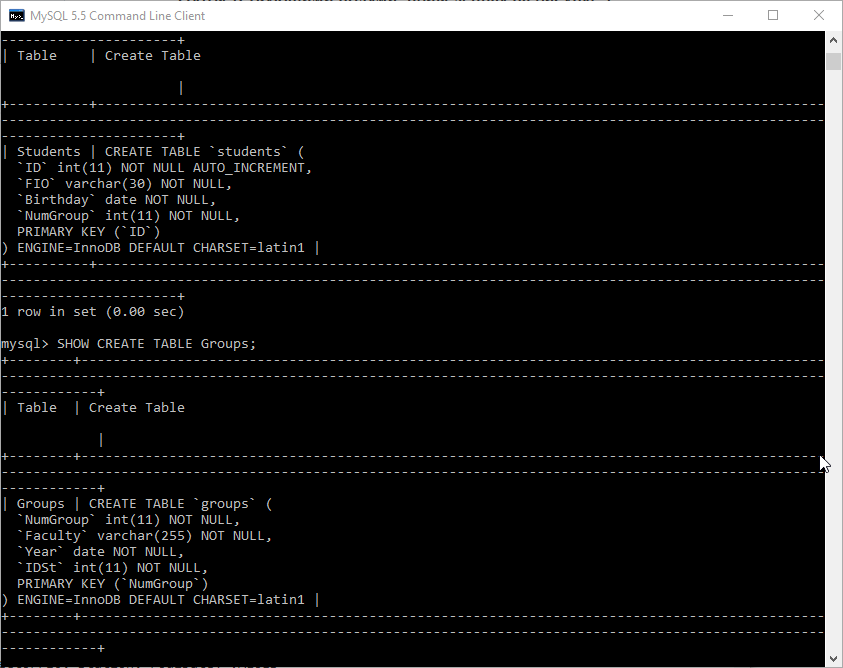 MySQL 5.5 Command Line Client
----------------------+
| Table    | Create Table
|
+----------+-------------------------------------------------------------------------------------------
-------------------------------------------------------------------------------------------------------
----------------------+
| Students | CREATE TABLE `students` (
`ID` int(11) NOT NULL AUTO_INCREMENT,
`FIO` varchar(30) NOT NULL,
`Birthday` date NOT NULL,
`NumGroup` int(11) NOT NULL,
PRIMARY KEY (`ID`)
) ENGINE=InnoDB DEFAULT CHARSET=latin1 |
+----------+-------------------------------------------------------------------------------------------
-------------------------------------------------------------------------------------------------------
----------------------+
1 row in set (0.00 sec)
mysql> SHOW CREATE TABLE Groups;
+--------+---------------------------------------------------------------------------------------------
-------------------------------------------------------------------------------------------------------
------------+
| Table  | Create Table
|
+--------+---------------------------------------------------------------------------------------------
-------------------------------------------------------------------------------------------------------
------------+
| Groups | CREATE TABLE `groups` (
`NumGroup` int(11) NOT NULL,
`Faculty` varchar(255) NOT NULL,
`Year` date NOT NULL,
`IDSt` int(11) NOT NULL,
PRIMARY KEY (`NumGroup`)
) ENGINE=InnoDB DEFAULT CHARSET=latin1 |
+--------+---------------------------------------------------------------------------------------------
-------------------------------------------------------------------------------------------------------
------------+